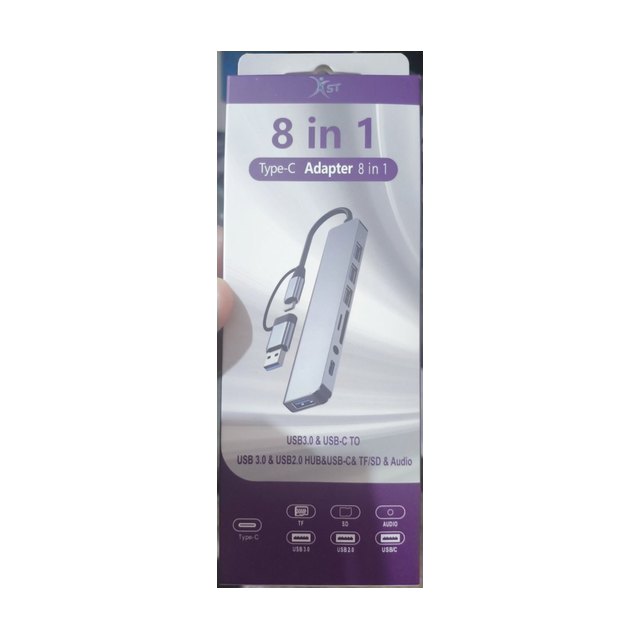 XST
8 in 1
Type-C Adapter 8 in 1
USB3.0 & USB-C TO
USB 3.0 & USB2.0 HUB&USB-C& TF/SD & Audio
TF SD AUDIO
Type-C
USB 3.0 USB 2.0 USB/C